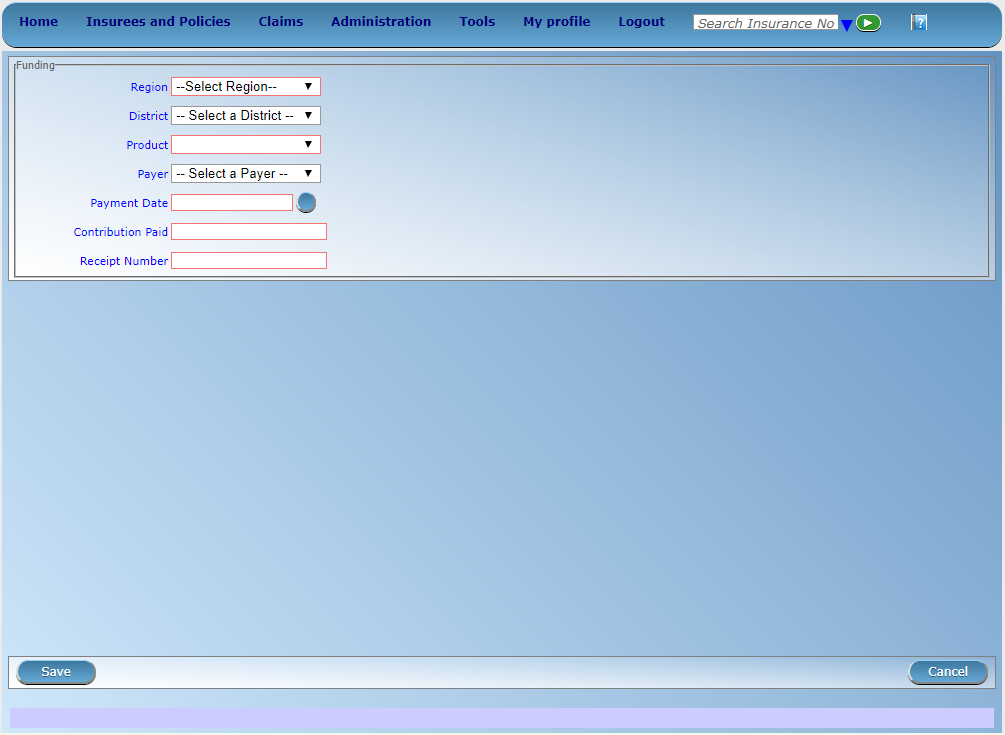 Home Insurees and Policies Claims Administration Tools My profile Logout Search Insurance No ?
Funding
Region --Select Region--
District -- Select a District --
Product
Payer -- Select a Payer --
Payment Date
Contribution Paid
Receipt Number
Save Cancel